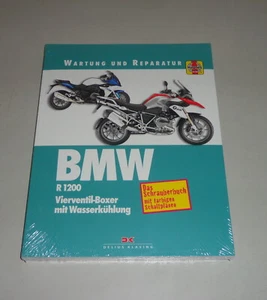 WARTUNG UND REPARATUR
BMW
R 1200
Vierventil-Boxer
mit Wasserkühlung
Das
Schrauberbuch
mit farbigen
Schaltplänen
DELIUS KLASING